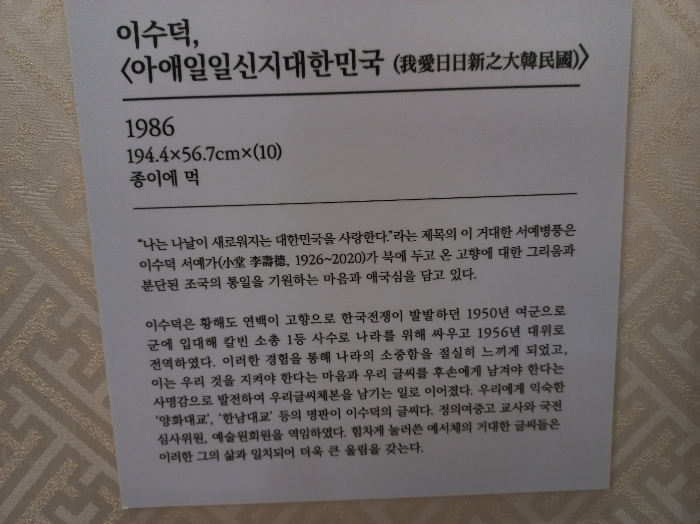 이수덕,
〈아애일일신지대한민국 (我愛日日新之大韓民國)〉
1986
194.4×56.7cm×(10)
종이에 먹
“나는 나날이 새로워지는 대한민국을 사랑한다.”라는 제목의 이 거대한 서예병풍은
이수덕 서예가(小堂 李壽德, 1926~2020)가 북에 두고 온 고향에 대한 그리움과
분단된 조국의 통일을 기원하는 마음과 애국심을 담고 있다.
이수덕은 황해도 연백이 고향으로 한국전쟁이 발발하던 1950년 여군으로
군에 입대해 칼빈 소총 1등 사수로 나라를 위해 싸우고 1956년 대위로
전역하였다. 이러한 경험을 통해 나라의 소중함을 절실히 느끼게 되었고,
이는 우리 것을 지켜야 한다는 마음과 우리 글씨를 후손에게 남겨야 한다는
사명감으로 발전하여 우리글씨체본을 남기는 일로 이어졌다. 우리에게 익숙한
‘양화대교’, ‘한남대교’ 등의 명판이 이수덕의 글씨다. 정의여중고 교사와 국전
심사위원, 예술원회원을 역임하였다. 힘차게 눌러쓴 예서체의 거대한 글씨들은
이러한 그의 삶과 일치되어 더욱 큰 울림을 갖는다.